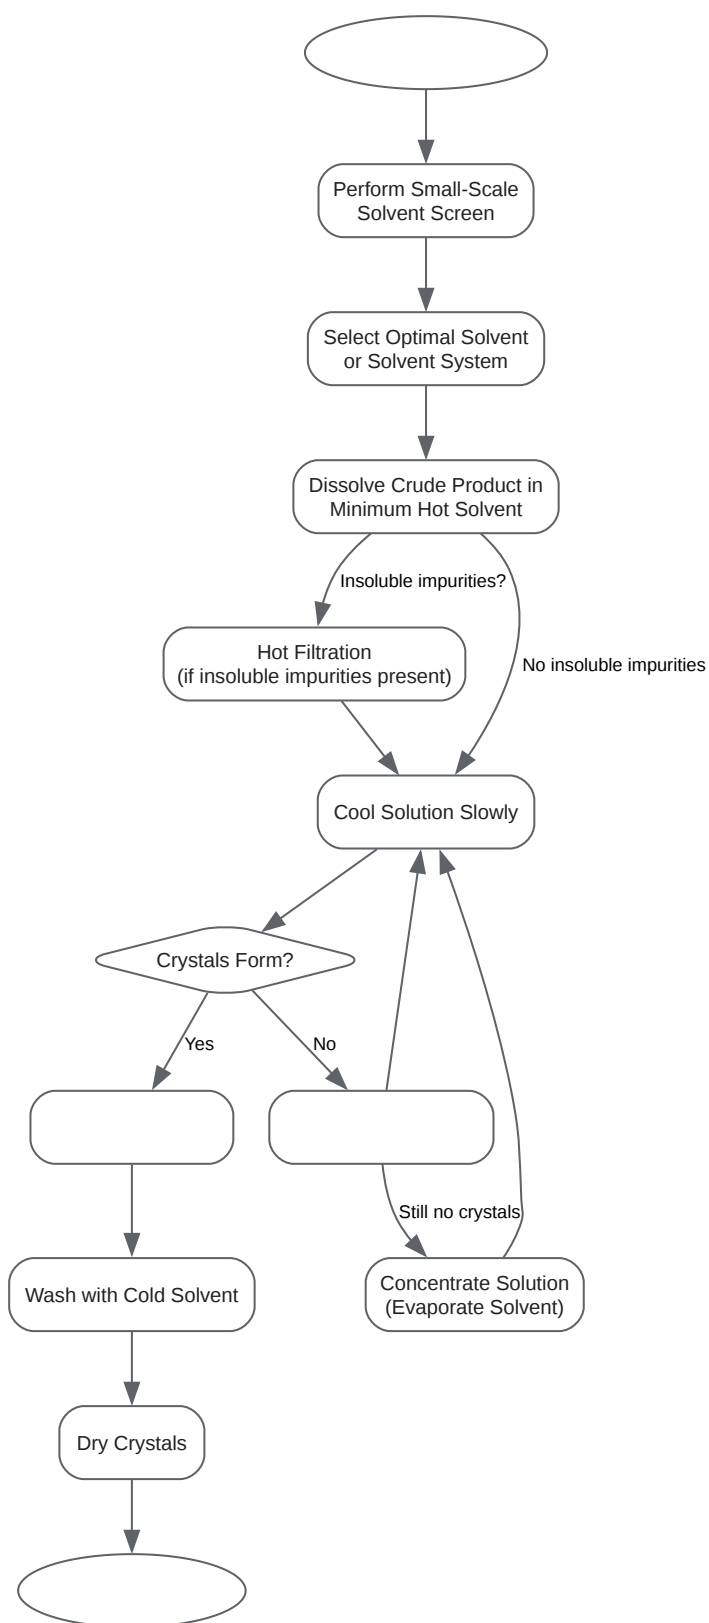 Perform Small-Scale
Solvent Screen
Select Optimal Solvent
or Solvent System
Dissolve Crude Product in
Minimum Hot Solvent
Insoluble impurities?
Hot Filtration
(if insoluble impurities present)
No insoluble impurities
Cool Solution Slowly
Crystals Form?
Yes
No
Still no crystals
Wash with Cold Solvent
Concentrate Solution
(Evaporate Solvent)
Dry Crystals